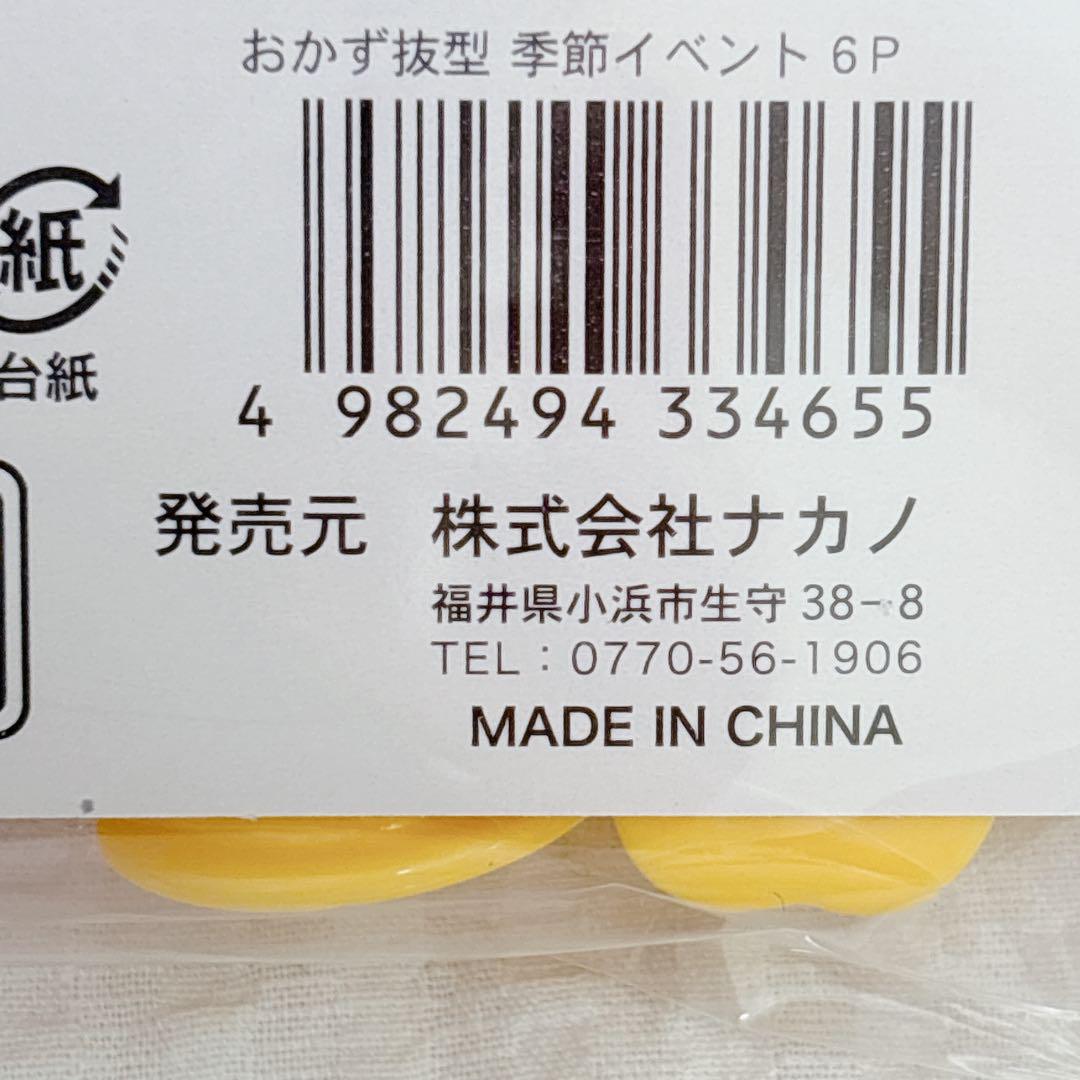 おかず抜型 季節イベント 6P
紙
台紙
4 982494 334655
発売元 株式会社ナカノ
福井県小浜市生守 38-8
TEL:0770-56-1906
MADE IN CHINA